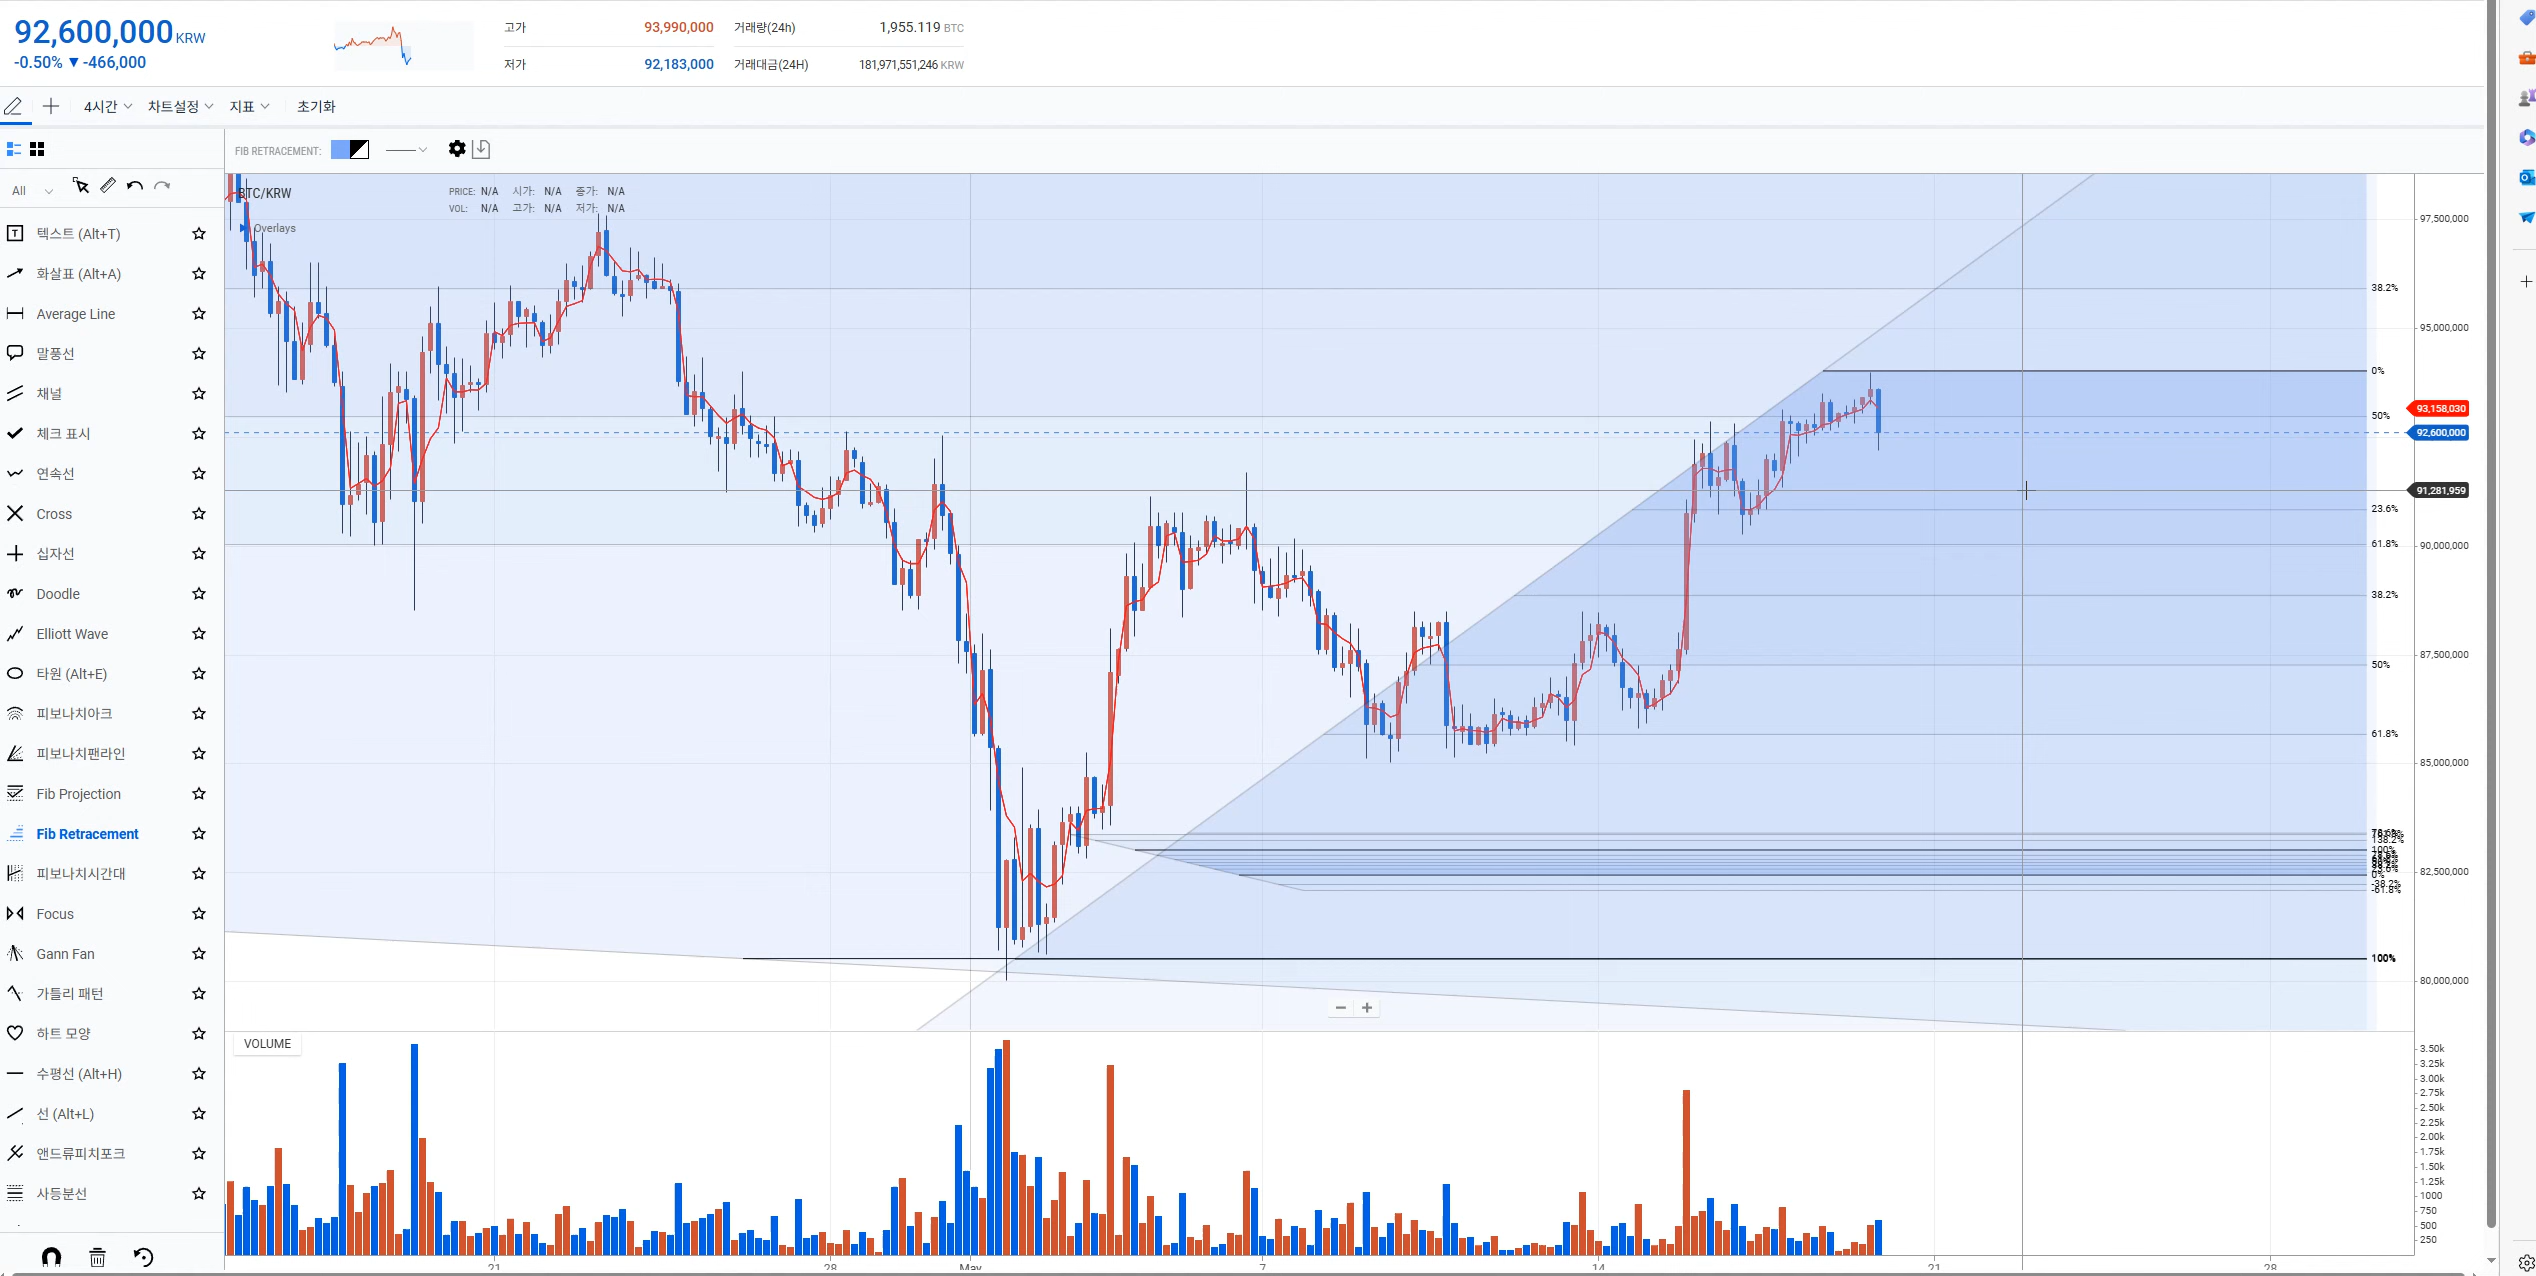 92,600,000 KRW
-0.50% ▼ -466,000
고가 93,990,000
저가 92,183,000
거래량(24h) 1,955.119 BTC
거래대금(24H) 181,971,551,246 KRW
4시간 차트설정 지표 초기화
FIB RETRACEMENT:
All
텍스트 (Alt+T)
화살표 (Alt+A)
Average Line
말풍선
채널
체크 표시
연속선
Cross
십자선
Doodle
Elliott Wave
타원 (Alt+E)
피보나치아크
피보나치팬라인
Fib Projection
Fib Retracement
피보나치시간대
Focus
Gann Fan
가틀리 패턴
하트 모양
수평선 (Alt+H)
선 (Alt+L)
앤드류피치포크
사등분선
BTC/KRW
PRICE: N/A 시가: N/A 종가: N/A
VOL: N/A 고가: N/A 저가: N/A
Overlays
38.2%
0%
50%
23.6%
61.8%
38.2%
50%
61.8%
138.2%
100%
0%
-38.2%
-61.8%
100%
97,500,000
95,000,000
93,158,030
92,600,000
91,281,959
90,000,000
87,500,000
85,000,000
82,500,000
80,000,000
VOLUME
3.50k
3.25k
3.00k
2.75k
2.50k
2.25k
2.00k
1.75k
1.50k
1.25k
1000
750
500
250
21 28 May 7 14 21 28